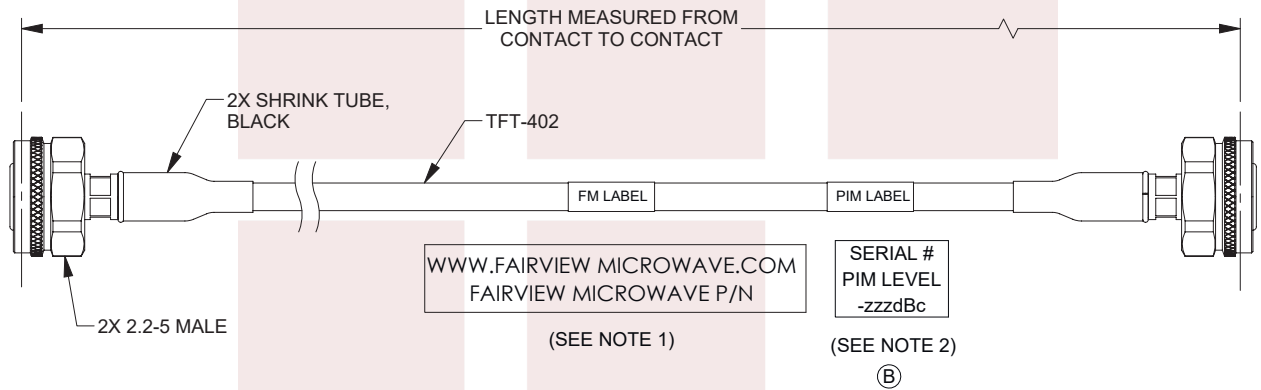 LENGTH MEASURED FROM
CONTACT TO CONTACT
2X SHRINK TUBE,
BLACK
TFT-402
FM LABEL
PIM LABEL
WWW.FAIRVIEW MICROWAVE.COM
FAIRVIEW MICROWAVE P/N
(SEE NOTE 1)
SERIAL #
PIM LEVEL
-zzzdBc
(SEE NOTE 2)
B
2X 2.2-5 MALE